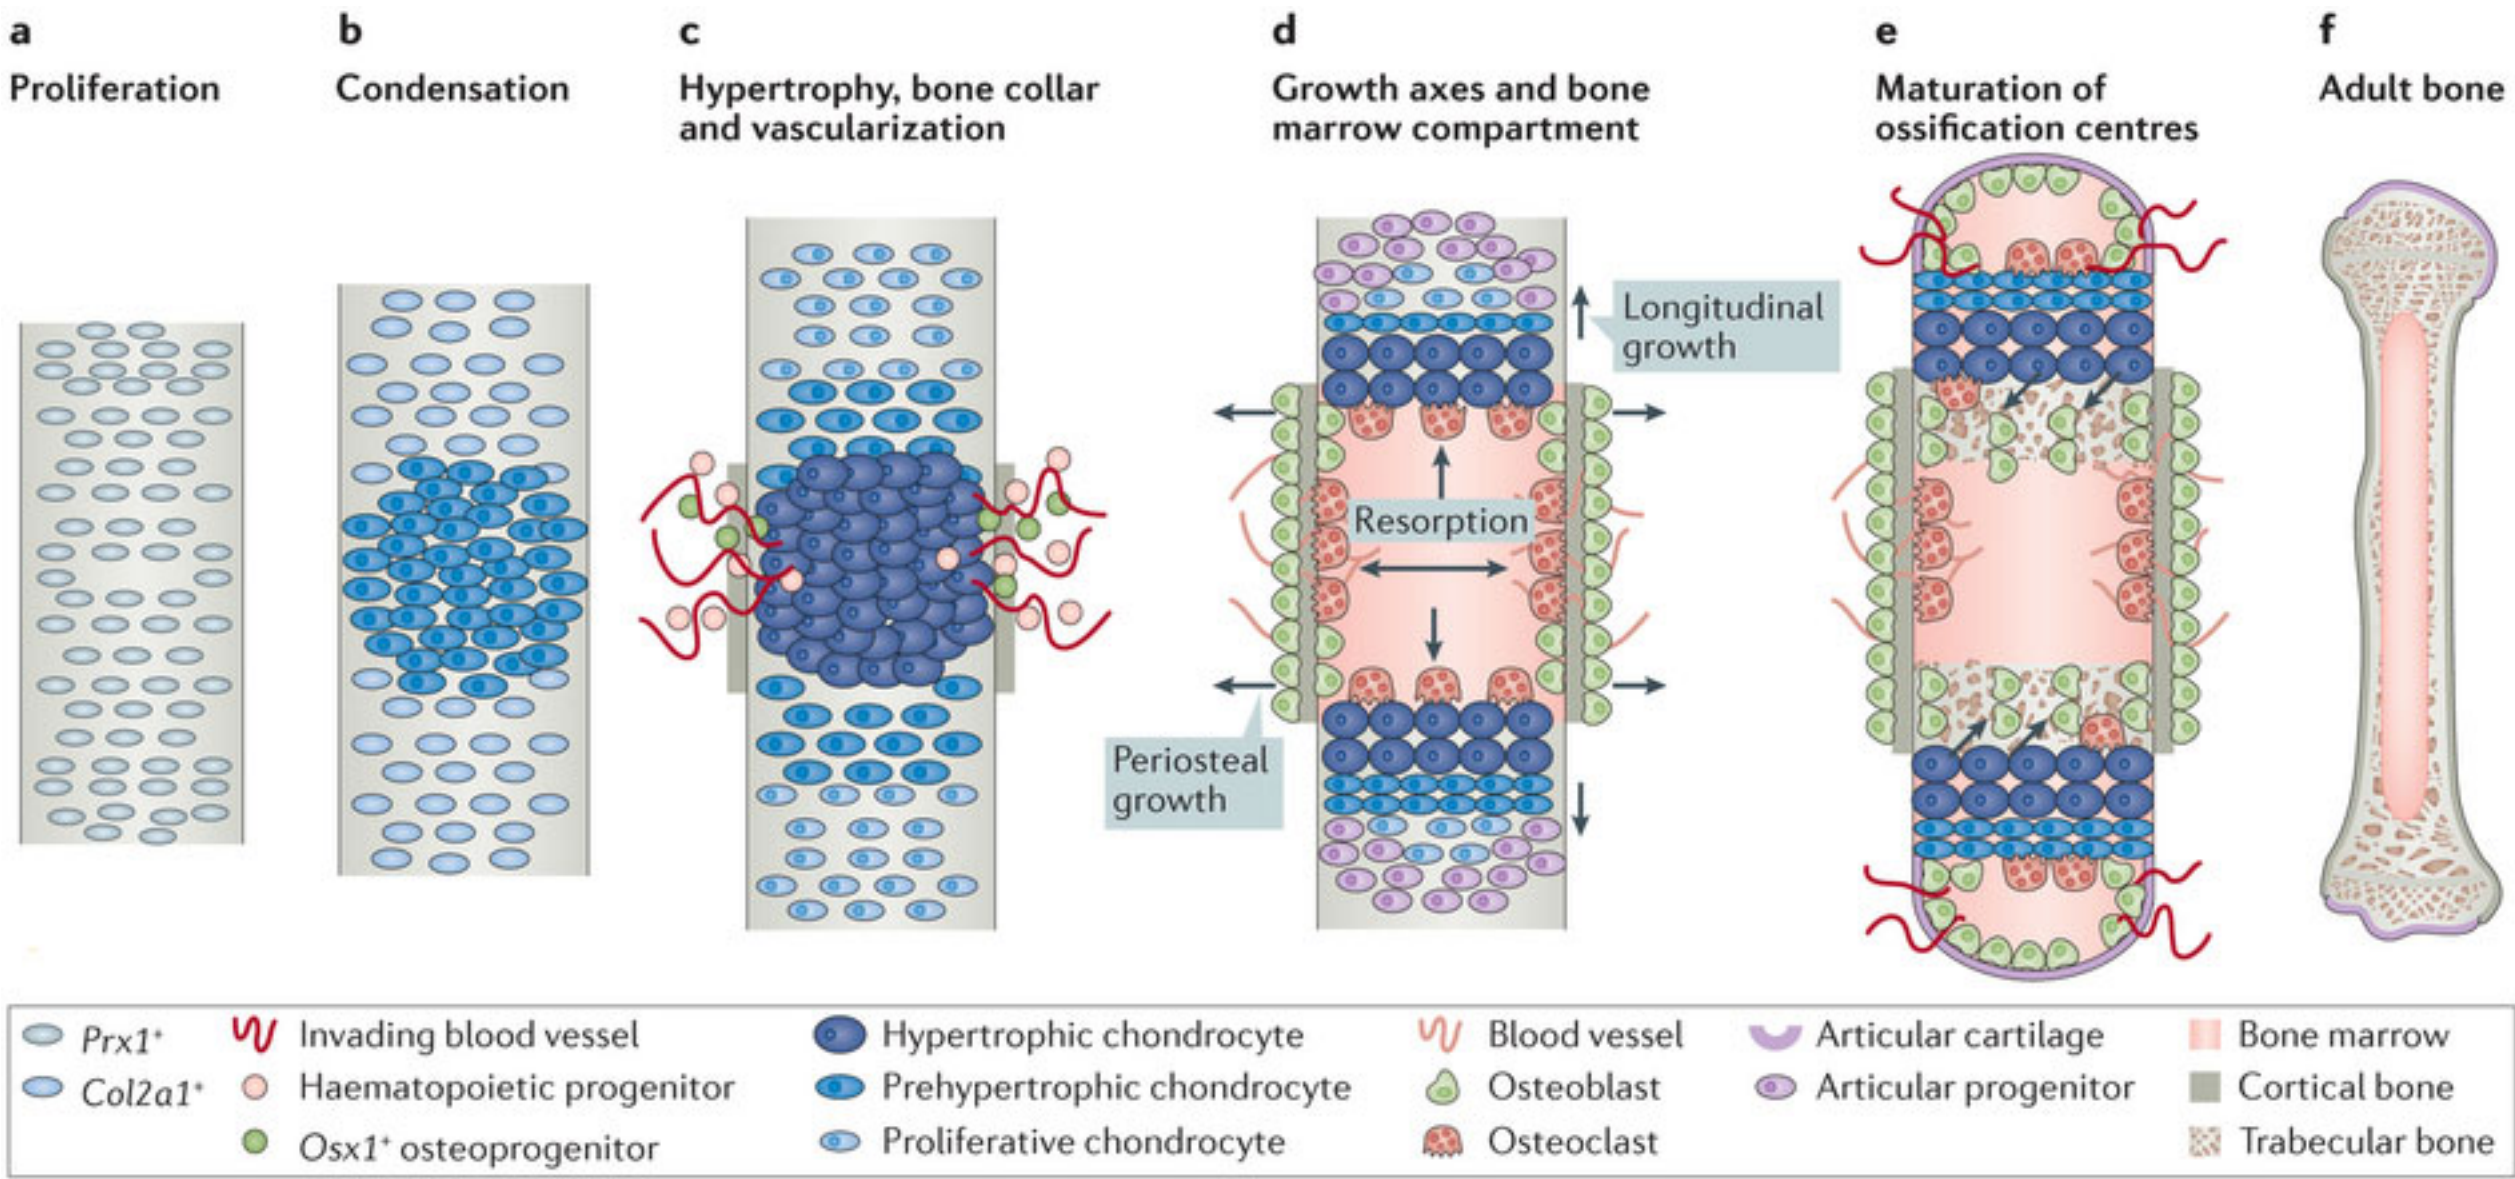 a
Proliferation
b
Condensation
c
Hypertrophy, bone collar
and vascularization
d
Growth axes and bone
marrow compartment
e
Maturation of
ossification centres
f
Adult bone
Longitudinal
growth
Resorption
Periosteal
growth
Prx1⁺
Col2a1⁺
Invading blood vessel
Haematopoietic progenitor
Osx1⁺ osteoprogenitor
Hypertrophic chondrocyte
Prehypertrophic chondrocyte
Proliferative chondrocyte
Blood vessel
Osteoblast
Osteoclast
Articular cartilage
Articular progenitor
Bone marrow
Cortical bone
Trabecular bone